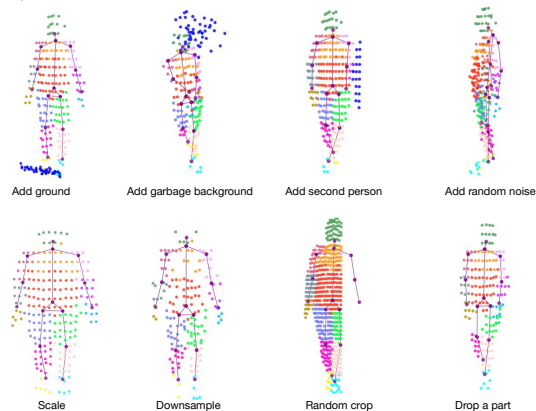 Add ground
Add garbage background
Add second person
Add random noise
Scale
Downsample
Random crop
Drop a part